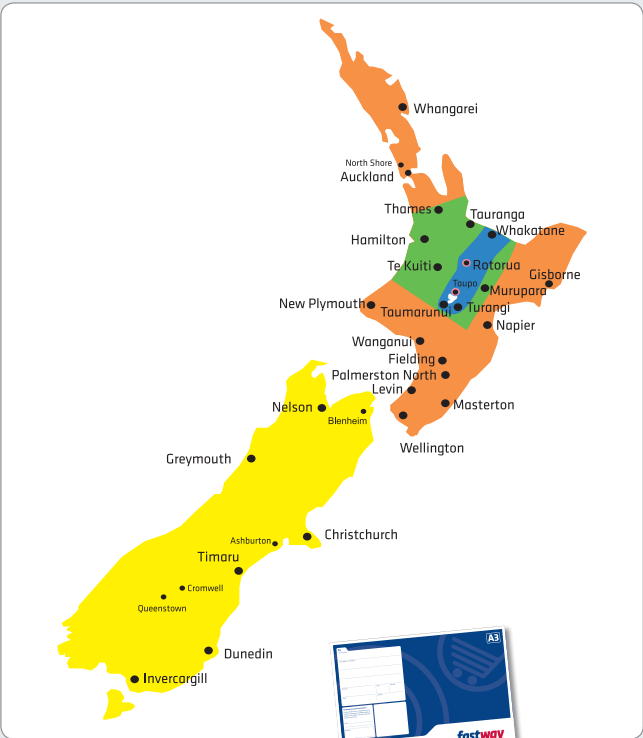 Whangarei
North Shore
Auckland
Thames
Tauranga
Whakatane
Hamilton
Te Kuiti
Rotorua
Gisborne
Taupo
Murupara
New Plymouth
Taumarunui
Turangi
Napier
Wanganui
Fielding
Palmerston North
Levin
Masterton
Nelson
Blenheim
Wellington
Greymouth
Christchurch
Ashburton
Timaru
Cromwell
Queenstown
Dunedin
Invercargill
A3
fastway